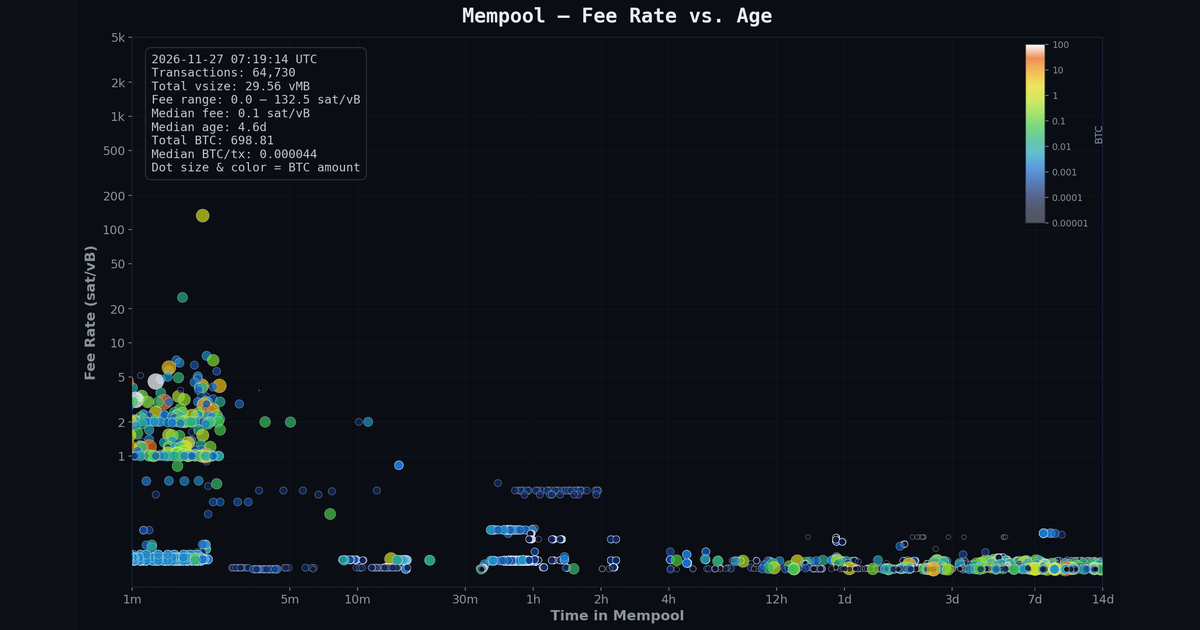 Mempool — Fee Rate vs. Age
2026-11-27 07:19:14 UTC
Transactions: 64,730
Total vsize: 29.56 vMB
Fee range: 0.0 — 132.5 sat/vB
Median fee: 0.1 sat/vB
Median age: 4.6d
Total BTC: 698.81
Median BTC/tx: 0.000044
Dot size & color = BTC amount
5k
2k
1k
500
200
100
50
20
10
5
2
1
Fee Rate (sat/vB)
100
10
1
0.1
0.01
0.001
0.0001
0.00001
BTC
1m 5m 10m 30m 1h 2h 4h 12h 1d 3d 7d 14d
Time in Mempool